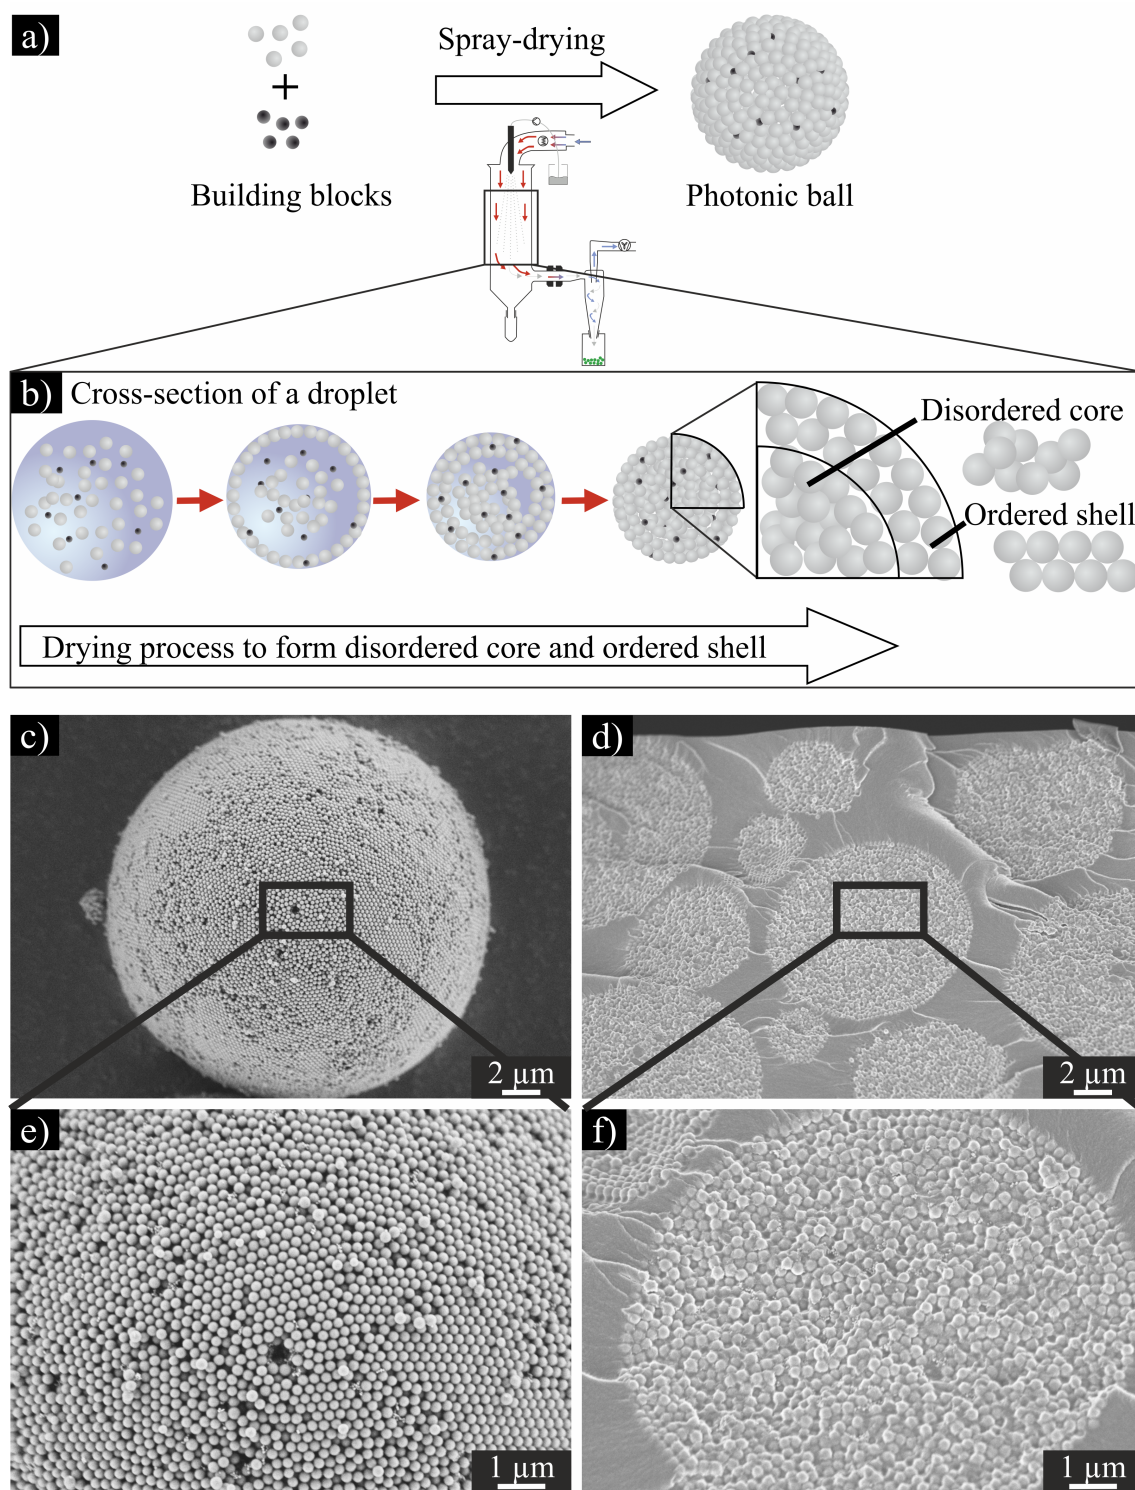 a)
Spray-drying
+
Building blocks
Photonic ball
b) Cross-section of a droplet
Disordered core
Ordered shell
Drying process to form disordered core and ordered shell
c)
d)
2 µm
2 µm
e)
f)
1 µm
1 µm